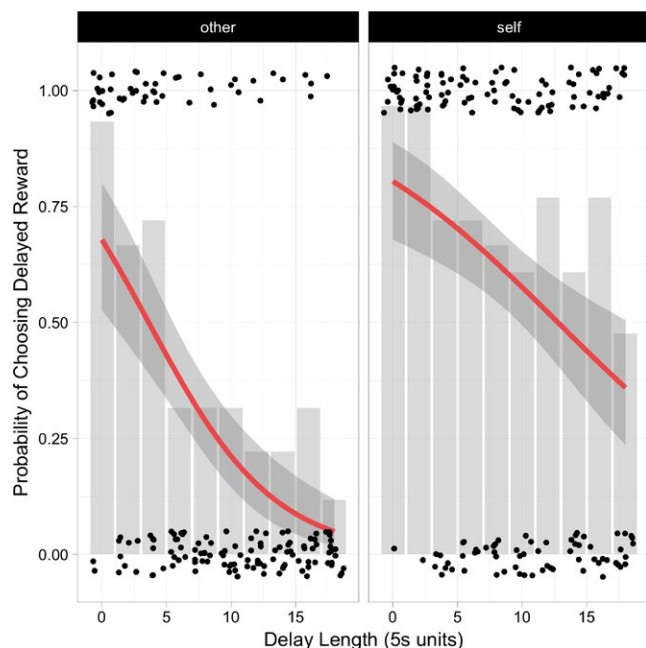 other
self
Probability of Choosing Delayed Reward
1.00
0.75
0.50
0.25
0.00
0 5 10 15
0 5 10 15
Delay Length (5s units)